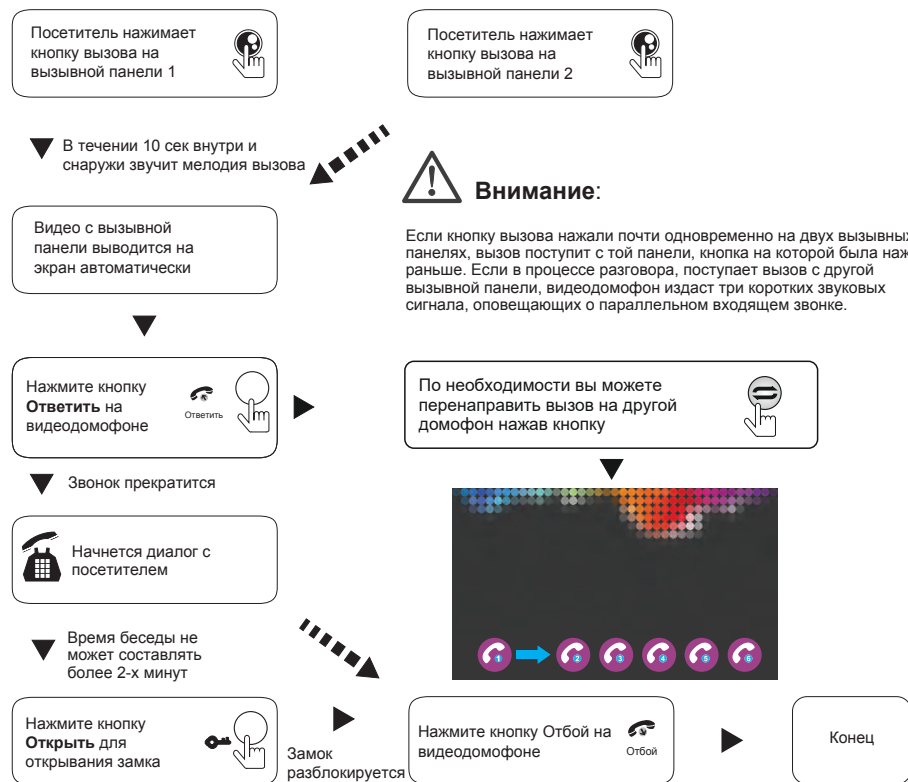 Посетитель нажимает
кнопку вызова на
вызывной панели 1
Посетитель нажимает
кнопку вызова на
вызывной панели 2
В течении 10 сек внутри и
снаружи звучит мелодия вызова
Внимание:
Видео с вызывной
панели выводится на
экран автоматически
Если кнопку вызова нажали почти одновременно на двух вызывных
панелях, вызов поступит с той панели, кнопка на которой была наж
раньше. Если в процессе разговора, поступает вызов с другой
вызывной панели, видеодомофон издаст три коротких звуковых
сигнала, оповещающих о параллельном входящем звонке.
Нажмите кнопку
Ответить на
видеодомофоне
Ответить
По необходимости вы можете
перенаправить вызов на другой
домофон нажав кнопку
Звонок прекратится
Начнется диалог с
посетителем
1 2 3 4 5 6
Время беседы не
может составлять
более 2-х минут
Нажмите кнопку
Открыть для
открывания замка
Замок
разблокируется
Нажмите кнопку Отбой на
видеодомофоне
Отбой
Конец